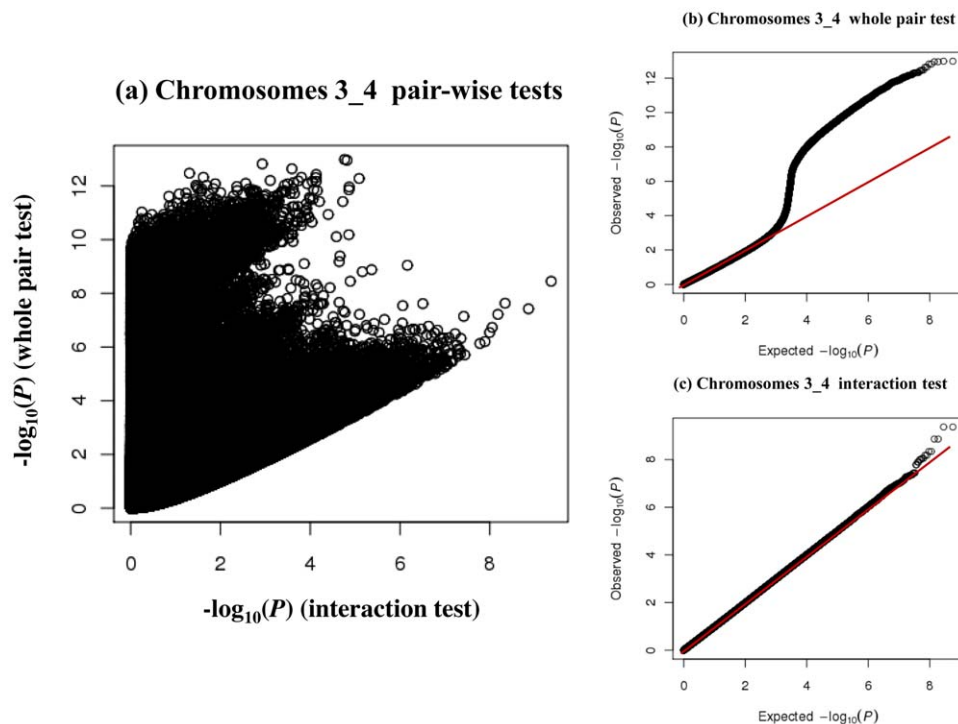 (a) Chromosomes 3_4 pair-wise tests
-log10(P) (whole pair test)
12
10
8
6
4
2
0
0 2 4 6 8
-log10(P) (interaction test)
(b) Chromosomes 3_4 whole pair test
Observed −log10(P)
12
10
8
6
4
2
0
0 2 4 6 8
Expected −log10(P)
(c) Chromosomes 3_4 interaction test
Observed −log10(P)
8
6
4
2
0
0 2 4 6 8
Expected −log10(P)